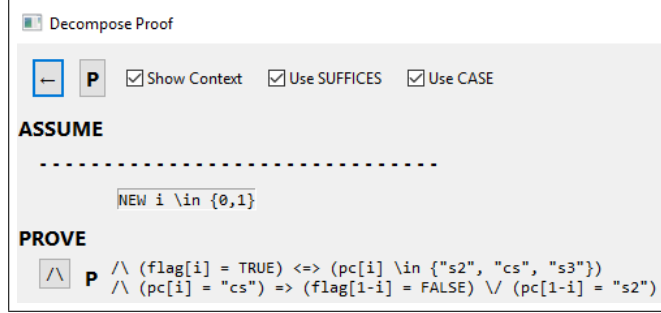 Decompose Proof
← P Show Context Use SUFFICES Use CASE
ASSUME
- - - - - - - - - - - - - - - - - - - - - - - - - - - - - - -
NEW i \in {0,1}
PROVE
/\ P /\ (flag[i] = TRUE) <=> (pc[i] \in {"s2", "cs", "s3"})
/\ (pc[i] = "cs") => (flag[1-i] = FALSE) \/ (pc[1-i] = "s2")